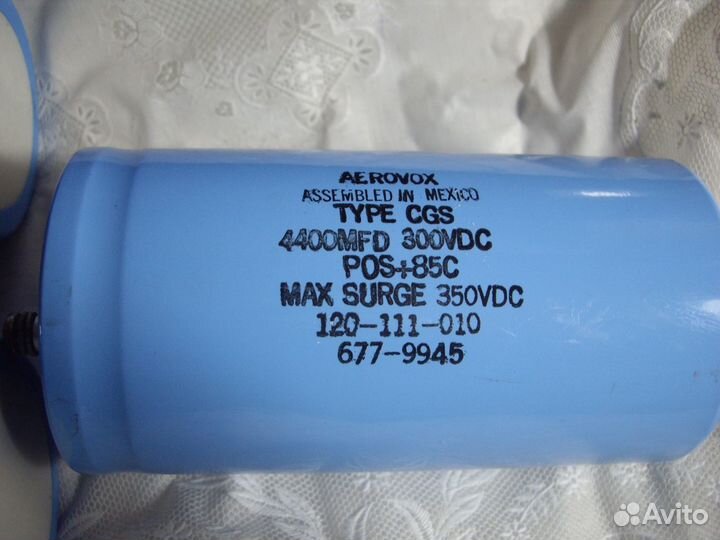 AEROVOX
ASSEMBLED IN MEXICO
TYPE CGS
4400MFD 300VDC
POS+85C
MAX SURGE 350VDC
120-111-010
677-9945
Avito